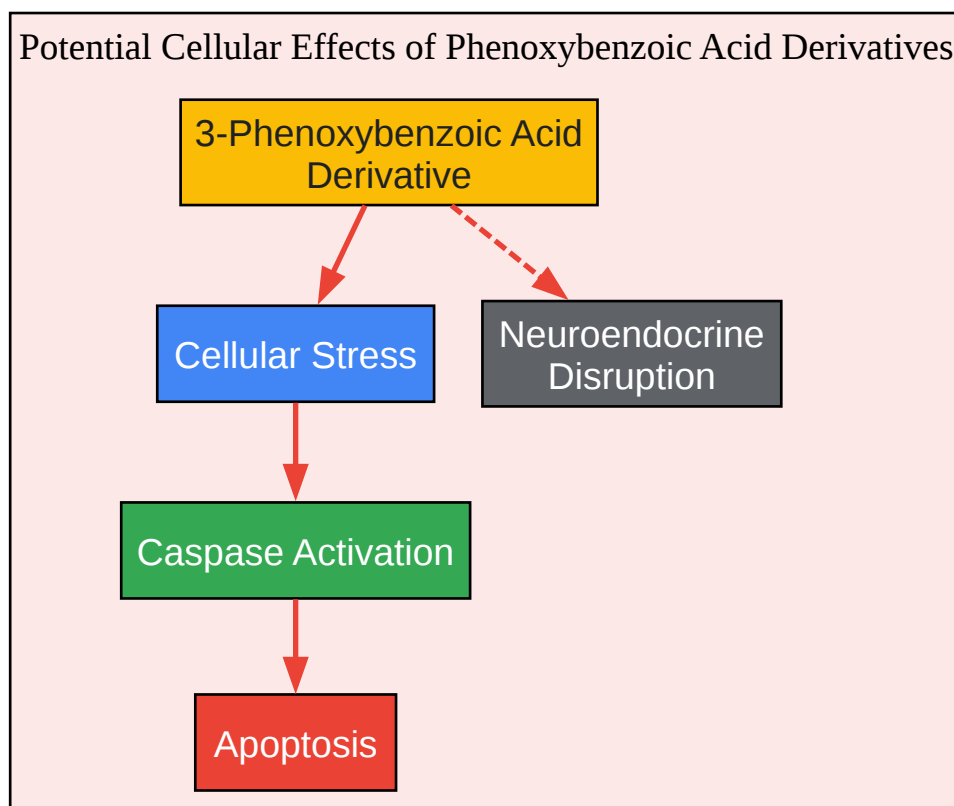 Potential Cellular Effects of Phenoxybenzoic Acid Derivatives
3-Phenoxybenzoic Acid
Derivative
Cellular Stress
Neuroendocrine
Disruption
Caspase Activation
Apoptosis